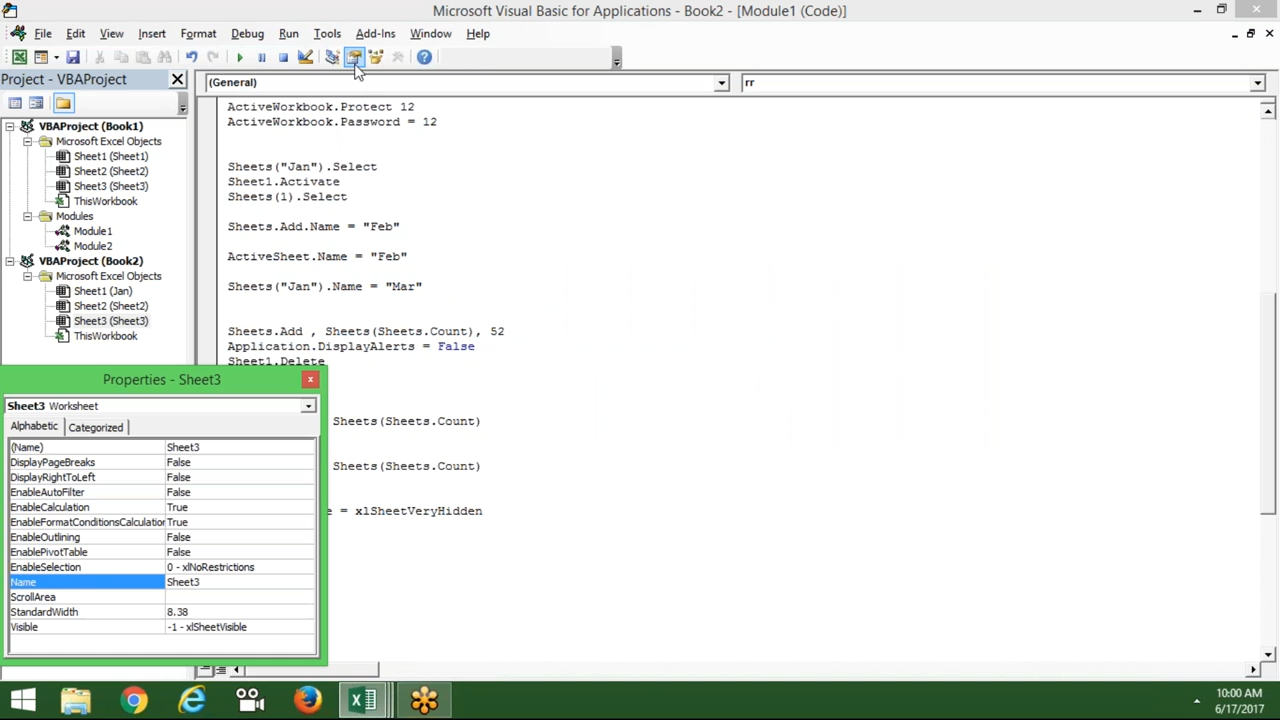 Microsoft Visual Basic for Applications - Book2 - [Module1 (Code)]
File Edit View Insert Format Debug Run Tools Add-Ins Window Help
Project - VBAProject
(General)
rr
VBAProject (Book1)
Microsoft Excel Objects
Sheet1 (Sheet1)
Sheet2 (Sheet2)
Sheet3 (Sheet3)
ThisWorkbook
Modules
Module1
Module2
VBAProject (Book2)
Microsoft Excel Objects
Sheet1 (Jan)
Sheet2 (Sheet2)
Sheet3 (Sheet3)
ThisWorkbook
ActiveWorkbook.Protect 12
ActiveWorkbook.Password = 12
Sheets("Jan").Select
Sheet1.Activate
Sheets(1).Select
Sheets.Add.Name = "Feb"
ActiveSheet.Name = "Feb"
Sheets("Jan").Name = "Mar"
Sheets.Add , Sheets(Sheets.Count), 52
Application.DisplayAlerts = False
Sheet1.Delete
Sheets(Sheets.Count)
Sheets(Sheets.Count)
= xlSheetVeryHidden
Properties - Sheet3
Sheet3 Worksheet
Alphabetic Categorized
(Name) Sheet3
DisplayPageBreaks False
DisplayRightToLeft False
EnableAutoFilter False
EnableCalculation True
EnableFormatConditionsCalculation True
EnableOutlining False
EnablePivotTable False
EnableSelection 0 - xlNoRestrictions
Name Sheet3
ScrollArea
StandardWidth 8.38
Visible -1 - xlSheetVisible
10:00 AM
6/17/2017